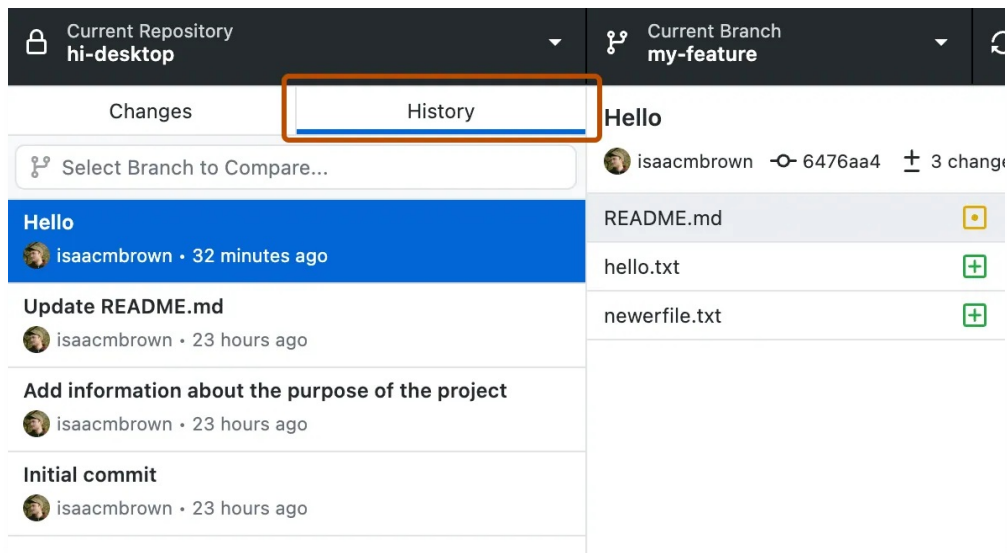 Current Repository
hi-desktop
Current Branch
my-feature
Changes
History
Select Branch to Compare...
Hello
isaacmbrown • 32 minutes ago
Update README.md
isaacmbrown • 23 hours ago
Add information about the purpose of the project
isaacmbrown • 23 hours ago
Initial commit
isaacmbrown • 23 hours ago
Hello
isaacmbrown 6476aa4 3 change
README.md
hello.txt
newerfile.txt